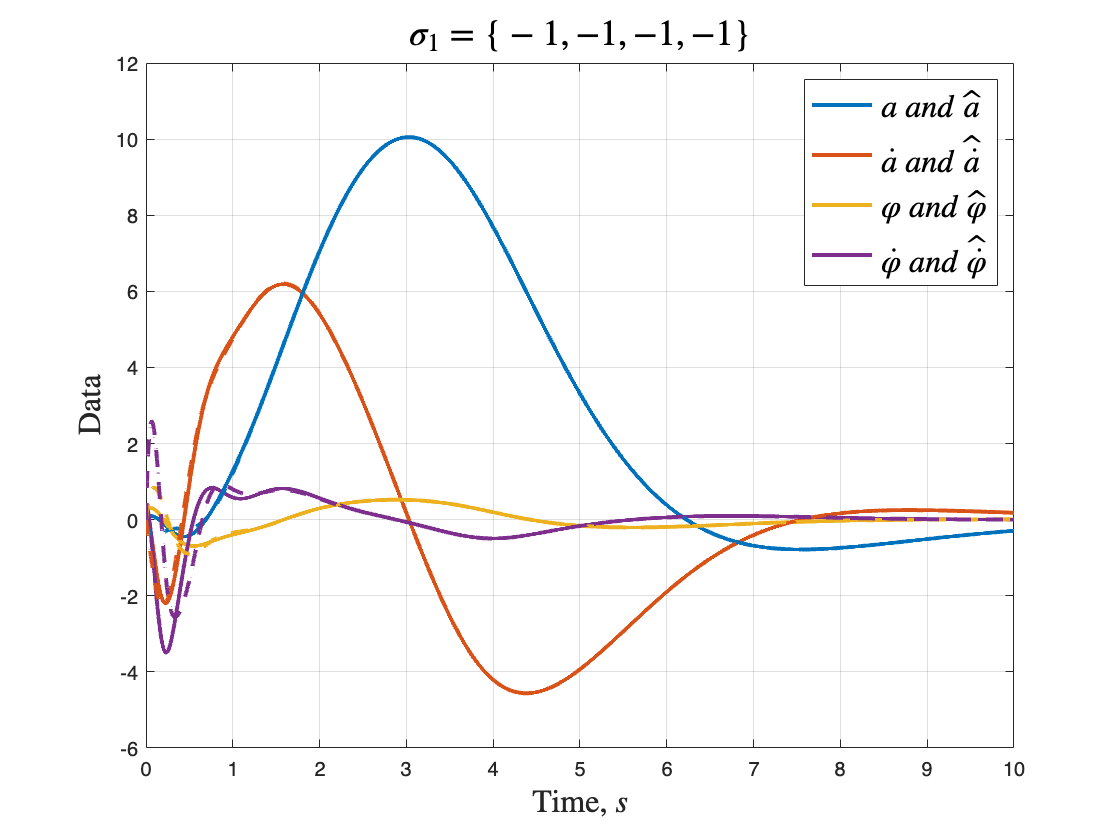 σ₁ = { − 1, −1, −1, −1}
12
10
8
6
4
2
0
-2
-4
-6
Data
a and â
ȧ and ȧ̂
φ and φ̂
φ̇ and φ̇̂
0 1 2 3 4 5 6 7 8 9 10
Time, s